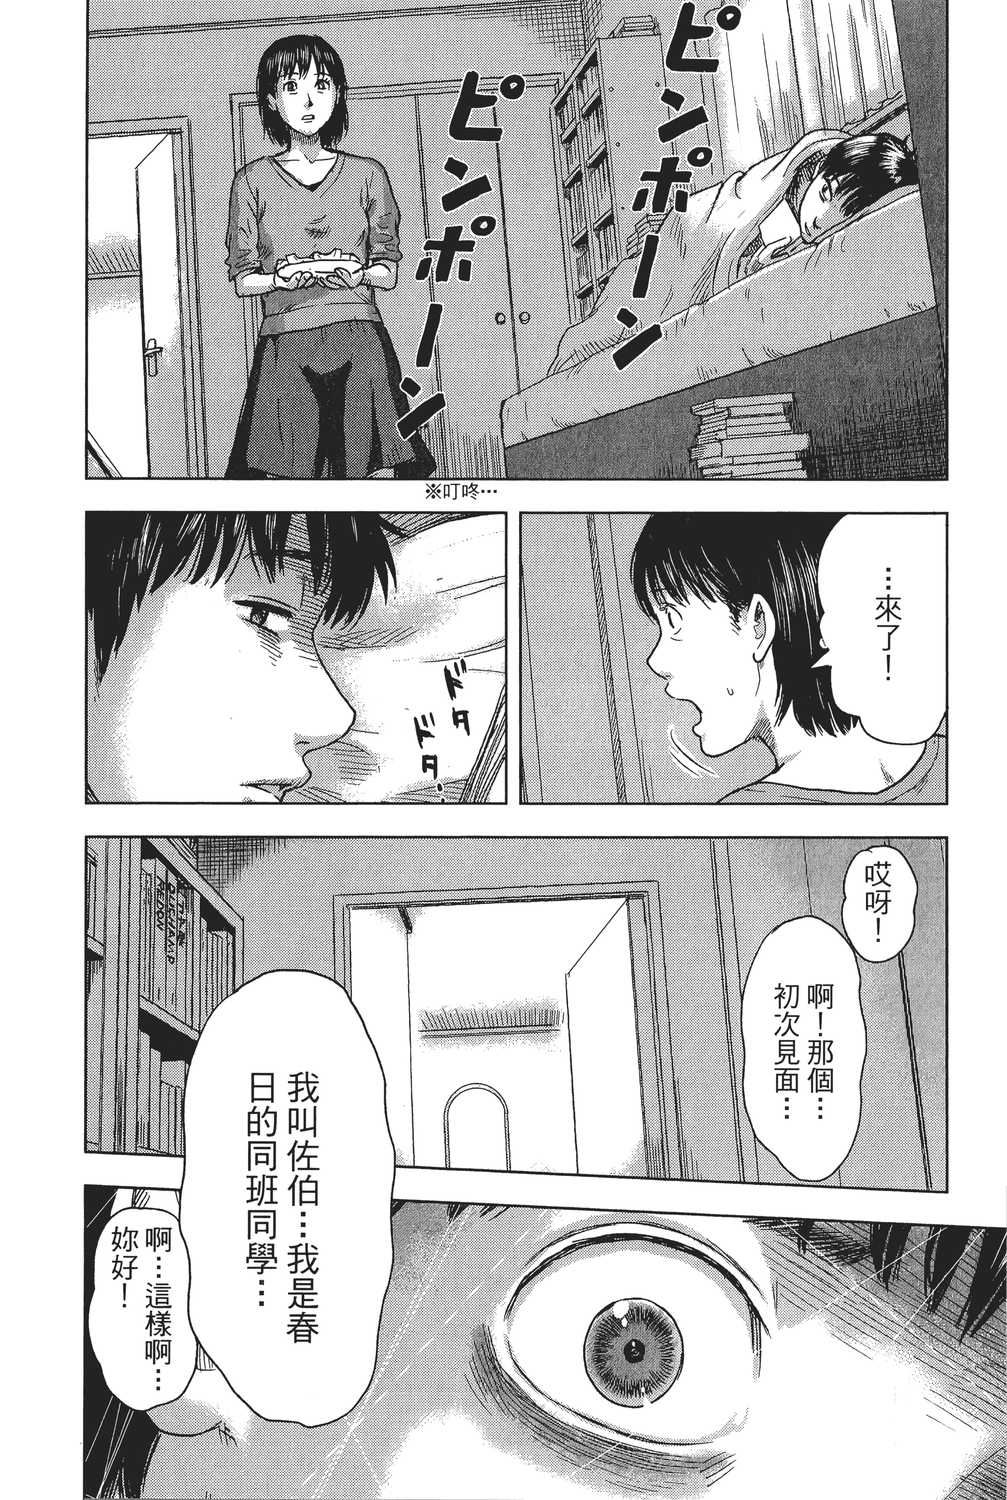 ピンポーン
ピンポーン
※叮咚…
…來了！
ドタ
ドタ…
哎呀！
啊！那個…
初次見面…
我叫佐伯…我是春
日的同班同學…
啊…這樣啊…
妳好！